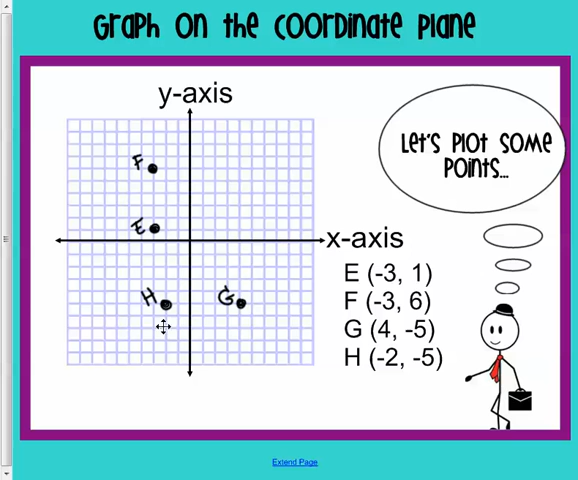 Graph on the Coordinate Plane
y-axis
Let's Plot Some
Points...
F
E
x-axis
H
G
E (-3, 1)
F (-3, 6)
G (4, -5)
H (-2, -5)
Extend Page